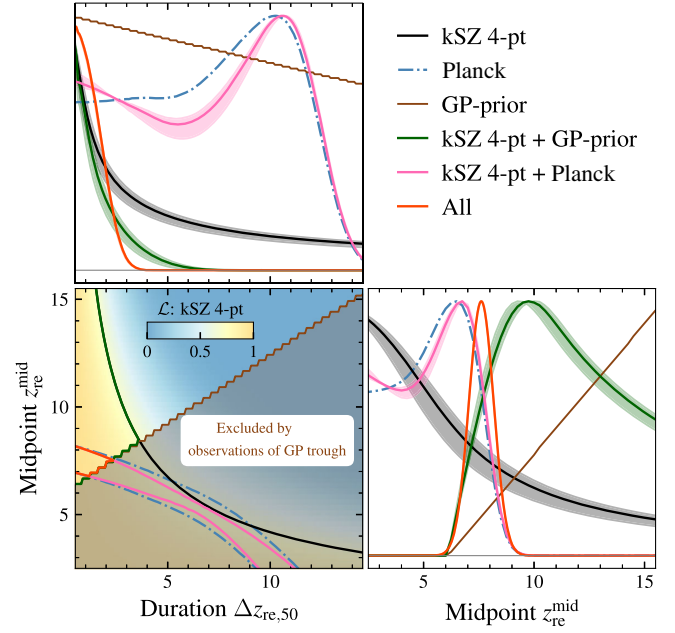 kSZ 4-pt
Planck
GP-prior
kSZ 4-pt + GP-prior
kSZ 4-pt + Planck
All
15
10
5
Midpoint z_re^mid
ℒ: kSZ 4-pt
0 0.5 1
Excluded by
observations of GP trough
5 10
Duration Δz_re,50
5 10 15
Midpoint z_re^mid